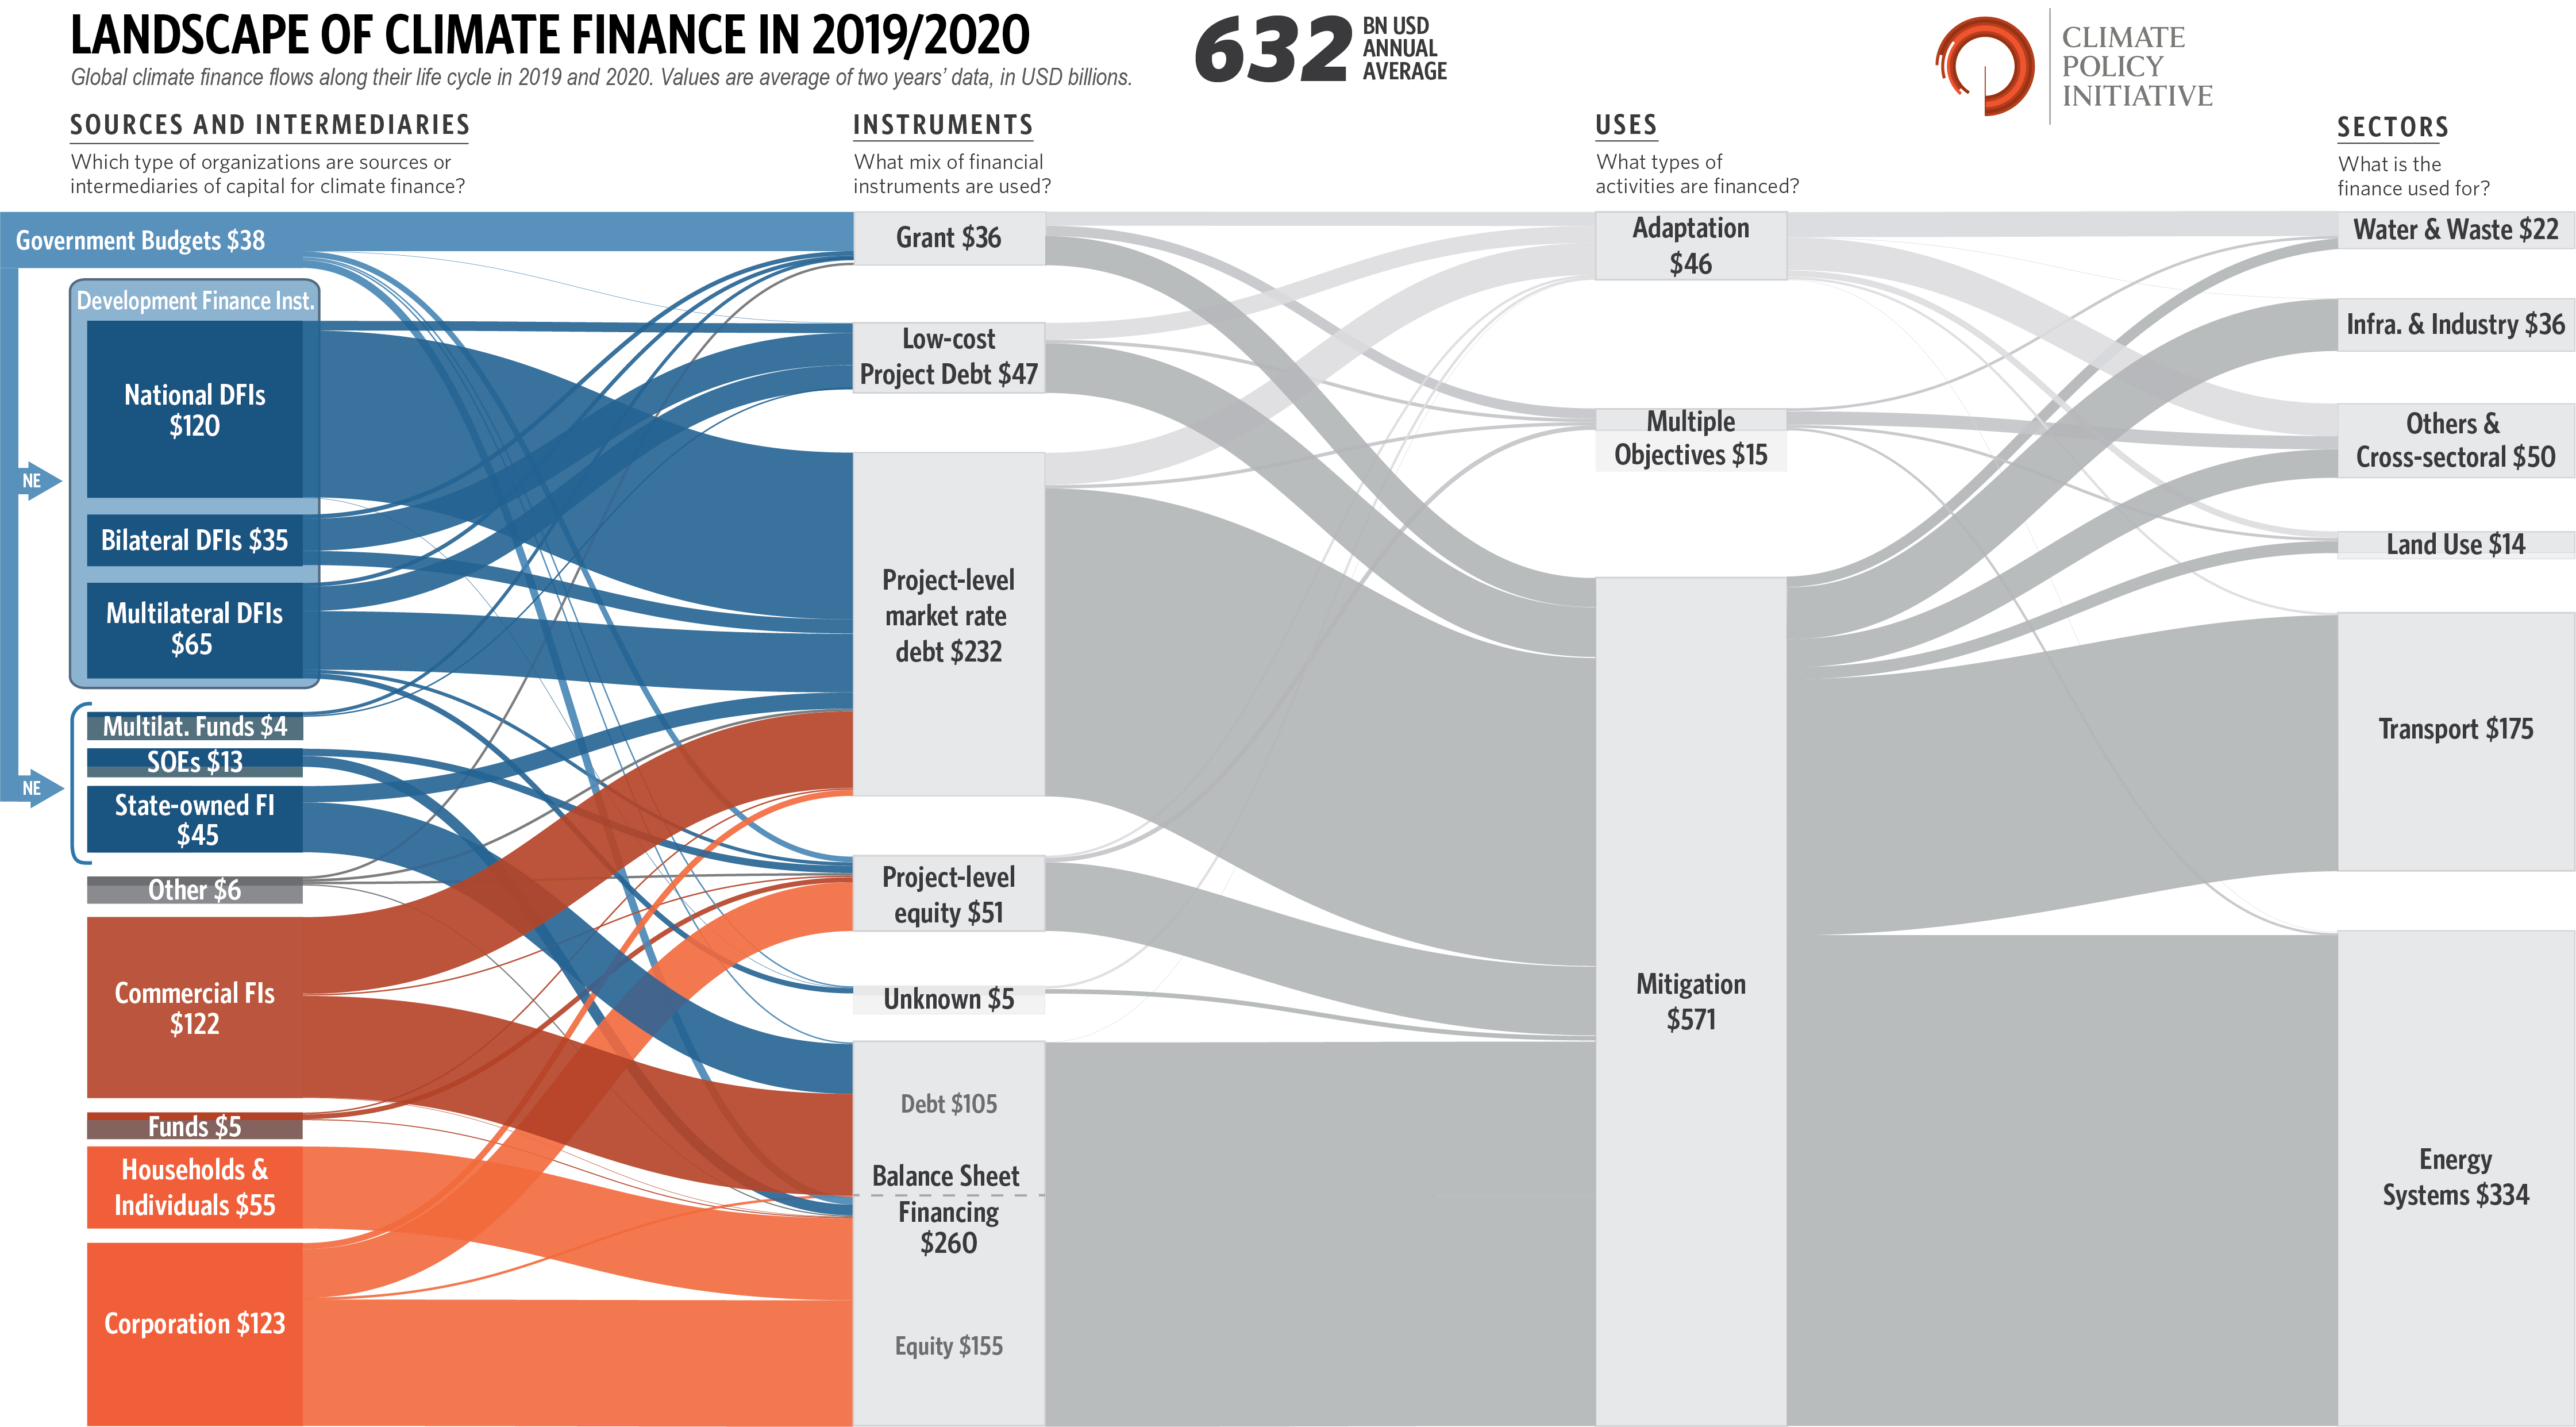 LANDSCAPE OF CLIMATE FINANCE IN 2019/2020
Global climate finance flows along their life cycle in 2019 and 2020. Values are average of two years' data, in USD billions.
632
BN USD
ANNUAL
AVERAGE
CLIMATE
POLICY
INITIATIVE
SOURCES AND INTERMEDIARIES
Which type of organizations are sources or
intermediaries of capital for climate finance?
INSTRUMENTS
What mix of financial
instruments are used?
USES
What types of
activities are financed?
SECTORS
What is the
finance used for?
Government Budgets $38
Development Finance Inst.
National DFIs
$120
NE
Bilateral DFIs $35
Multilateral DFIs
$65
Multilat. Funds $4
SOEs $13
NE
State-owned FI
$45
Other $6
Commercial FIs
$122
Funds $5
Households &
Individuals $55
Corporation $123
Grant $36
Low-cost
Project Debt $47
Project-level
market rate
debt $232
Project-level
equity $51
Unknown $5
Debt $105
Balance Sheet
Financing
$260
Equity $155
Adaptation
$46
Multiple
Objectives $15
Mitigation
$571
Water & Waste $22
Infra. & Industry $36
Others &
Cross-sectoral $50
Land Use $14
Transport $175
Energy
Systems $334